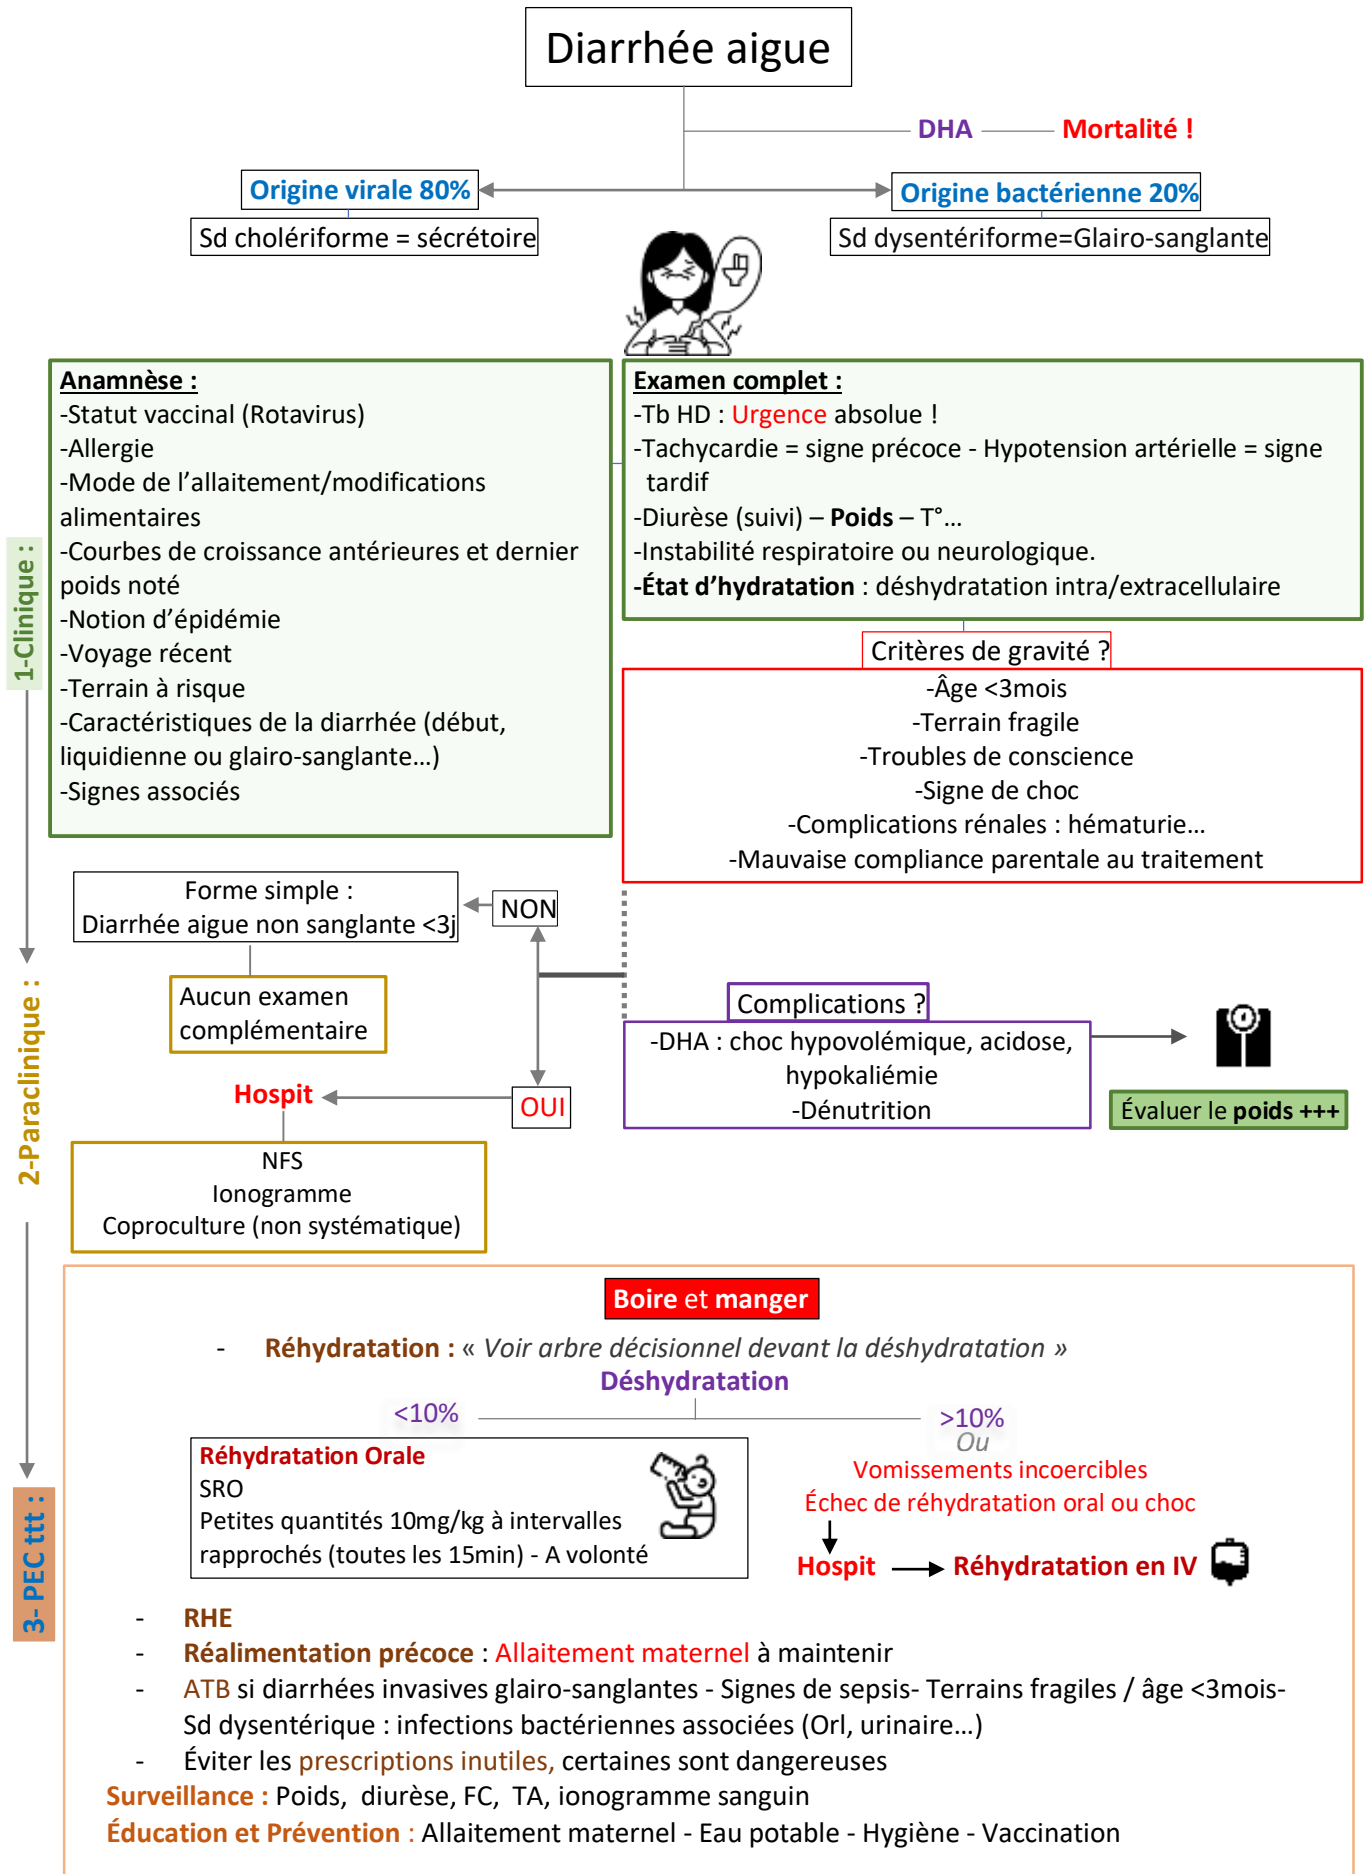 Diarrhée aigue
DHA
Mortalité !
Origine virale 80%
Origine bactérienne 20%
Sd cholériforme = sécrétoire
Sd dysentériforme=Glairo-sanglante
1-Clinique :
Anamnèse :
-Statut vaccinal (Rotavirus)
-Allergie
-Mode de l’allaitement/modifications
alimentaires
-Courbes de croissance antérieures et dernier
poids noté
-Notion d’épidémie
-Voyage récent
-Terrain à risque
-Caractéristiques de la diarrhée (début,
liquidienne ou glairo-sanglante…)
-Signes associés
Examen complet :
-Tb HD : Urgence absolue !
-Tachycardie = signe précoce - Hypotension artérielle = signe
tardif
-Diurèse (suivi) – Poids – T°…
-Instabilité respiratoire ou neurologique.
-État d’hydratation : déshydratation intra/extracellulaire
Critères de gravité ?
-Âge <3mois
-Terrain fragile
-Troubles de conscience
-Signe de choc
-Complications rénales : hématurie…
-Mauvaise compliance parentale au traitement
2-Paraclinique :
Forme simple :
Diarrhée aigue non sanglante <3j
NON
Aucun examen
complémentaire
Hospit
OUI
NFS
Ionogramme
Coproculture (non systématique)
Complications ?
-DHA : choc hypovolémique, acidose,
hypokaliémie
-Dénutrition
Évaluer le poids +++
3- PEC ttt :
Boire et manger
- Réhydratation : « Voir arbre décisionnel devant la déshydratation »
Déshydratation
<10%
>10%
Ou
Réhydratation Orale
SRO
Petites quantités 10mg/kg à intervalles
rapprochés (toutes les 15min) - A volonté
Vomissements incoercibles
Échec de réhydratation oral ou choc
Hospit
Réhydratation en IV
- RHE
- Réalimentation précoce : Allaitement maternel à maintenir
- ATB si diarrhées invasives glairo-sanglantes - Signes de sepsis- Terrains fragiles / âge <3mois-
Sd dysentérique : infections bactériennes associées (Orl, urinaire…)
- Éviter les prescriptions inutiles, certaines sont dangereuses
Surveillance : Poids, diurèse, FC, TA, ionogramme sanguin
Éducation et Prévention : Allaitement maternel - Eau potable - Hygiène - Vaccination